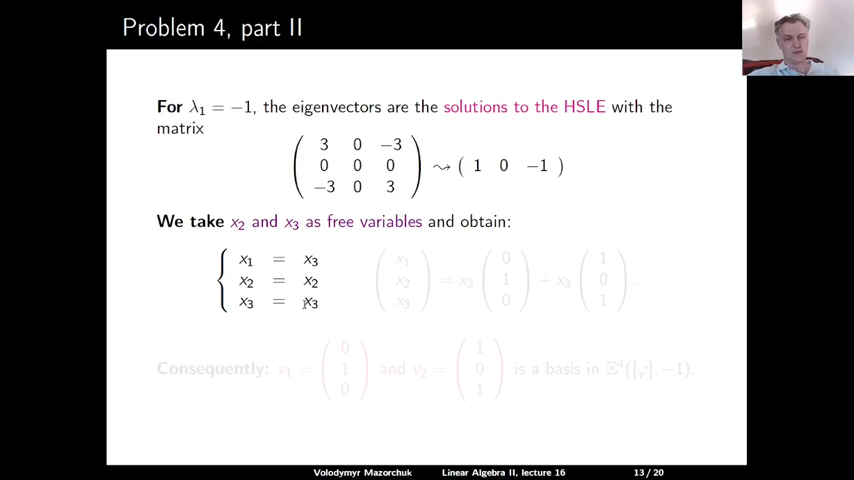 Problem 4, part II
For λ₁ = −1, the eigenvectors are the solutions to the HSLE with the
matrix
( 3 0 −3
0 0 0
−3 0 3 ) ⇝ ( 1 0 −1 )
We take x₂ and x₃ as free variables and obtain:
{ x₁ = x₃
x₂ = x₂
x₃ = x₃
( x₁ x₂ x₃ ) = x₂ ( 0 1 0 ) + x₃ ( 1 0 1 ) .
Consequently: v₁ = ( 0 1 0 ) and v₂ = ( 1 0 1 ) is a basis in 𝔼⁴([φ], −1).
Volodymyr Mazorchuk Linear Algebra II, lecture 16 13 / 20